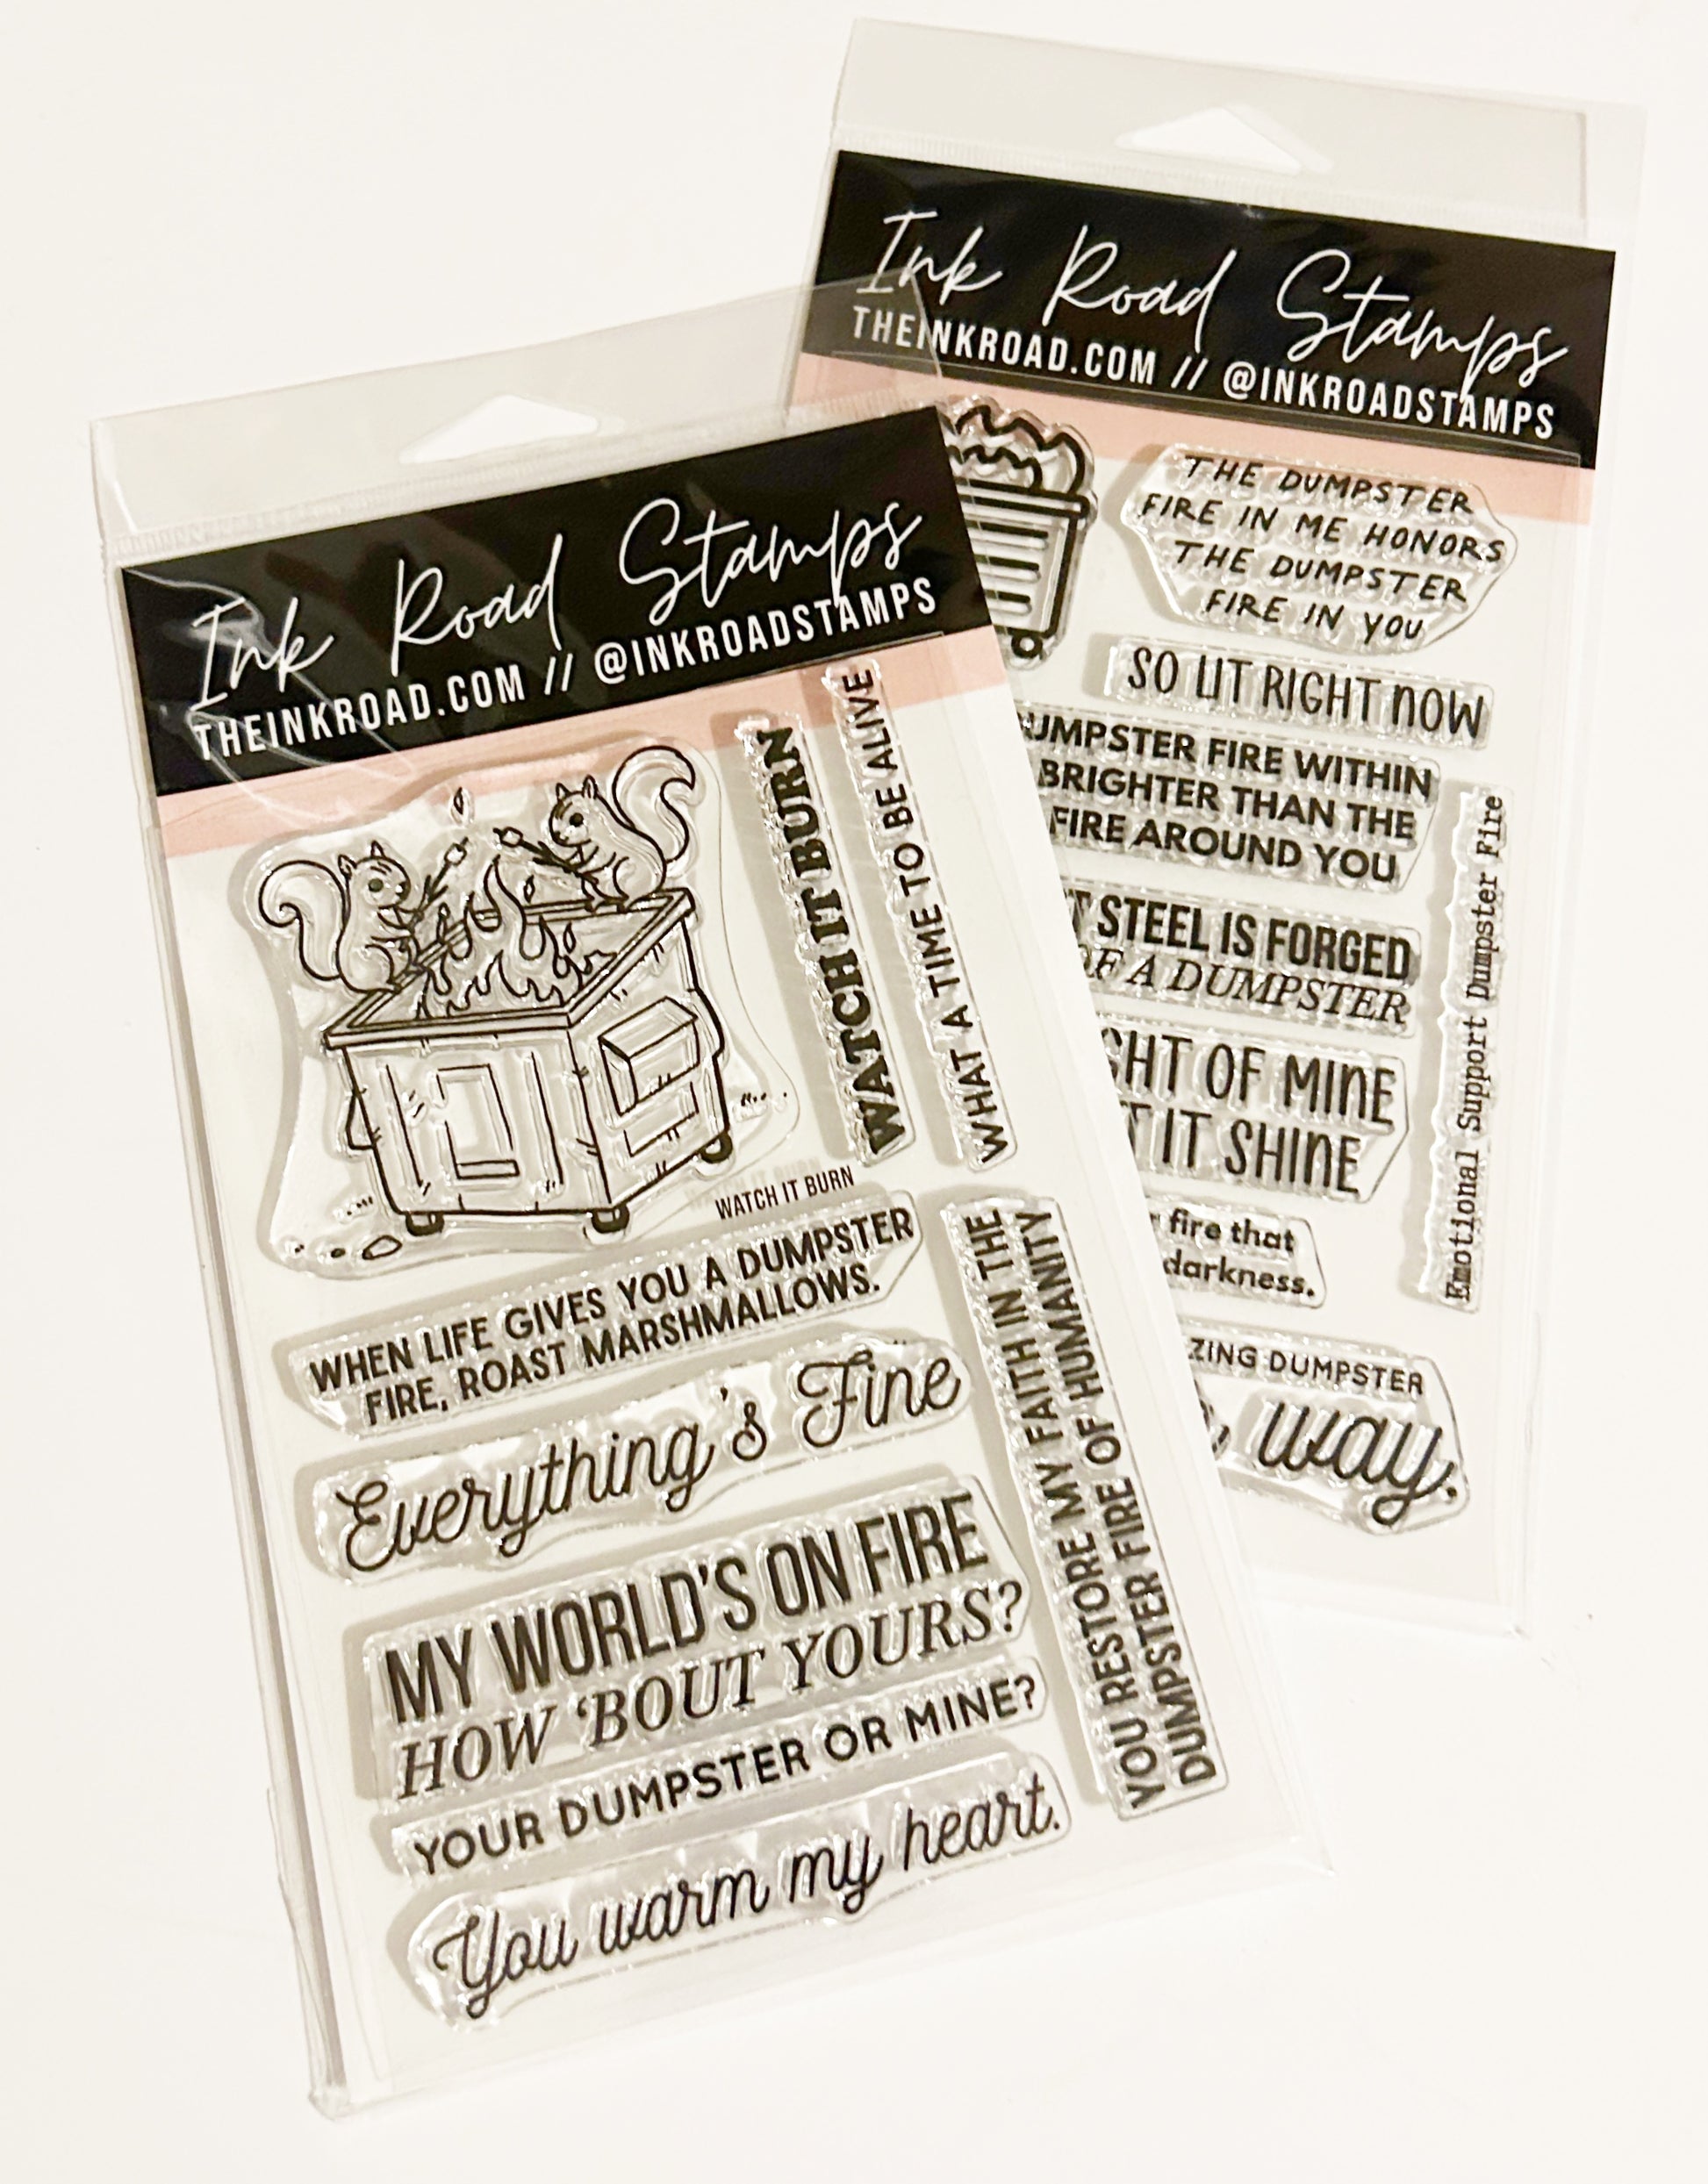 Ink Road Stamps
THEINKROAD.COM // @INKROADSTAMPS
WATCH IT BURN
WHAT A TIME TO BE ALIVE
WATCH IT BURN
WHEN LIFE GIVES YOU A DUMPSTER
FIRE, ROAST MARSHMALLOWS.
Everything's Fine
MY WORLD'S ON FIRE
HOW 'BOUT YOURS?
YOUR DUMPSTER OR MINE?
You warm my heart.
YOU RESTORE MY FAITH IN THE
DUMPSTER FIRE OF HUMANITY
Ink Road Stamps
THEINKROAD.COM // @INKROADSTAMPS
THE DUMPSTER
FIRE IN ME HONORS
THE DUMPSTER
FIRE IN YOU
SO LIT RIGHT NOW
FIRE WITHIN
BRIGHTER THAN THE
FIRE AROUND YOU
STEEL IS FORGED
A DUMPSTER
OF MINE
IT SHINE
fire that
darkness.
DUMPSTER
way.
Emotional Support Dumpster Fire